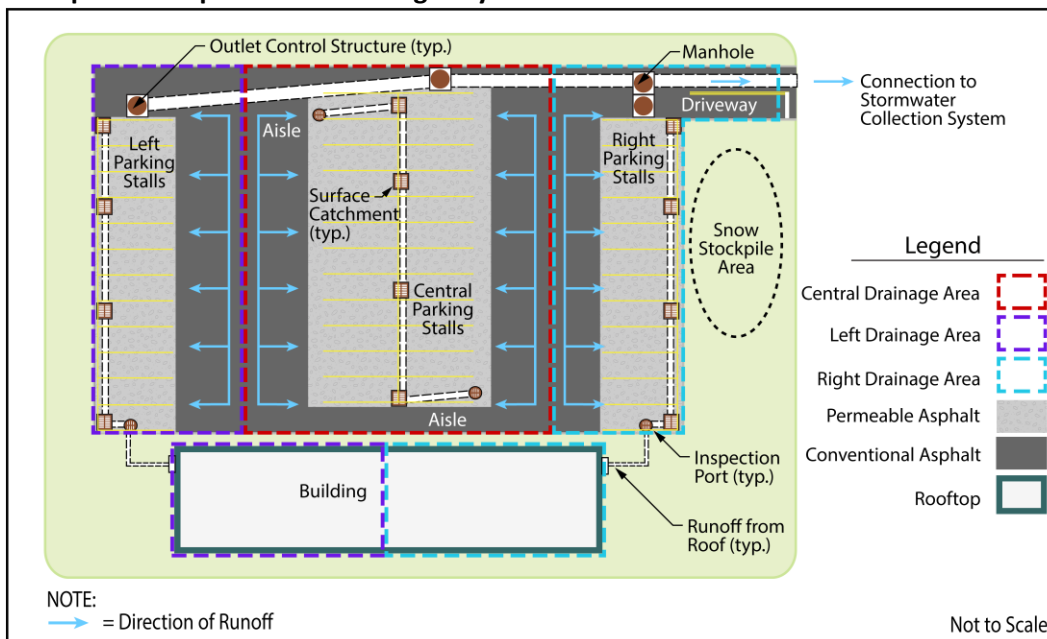 Outlet Control Structure (typ.)
Manhole
Connection to
Stormwater
Collection System
Driveway
Aisle
Left
Parking
Stalls
Right
Parking
Stalls
Surface
Catchment
(typ.)
Snow
Stockpile
Area
Central
Parking
Stalls
Aisle
Legend
Central Drainage Area
Left Drainage Area
Right Drainage Area
Permeable Asphalt
Conventional Asphalt
Rooftop
Building
Inspection
Port (typ.)
Runoff from
Roof (typ.)
NOTE:
= Direction of Runoff
Not to Scale